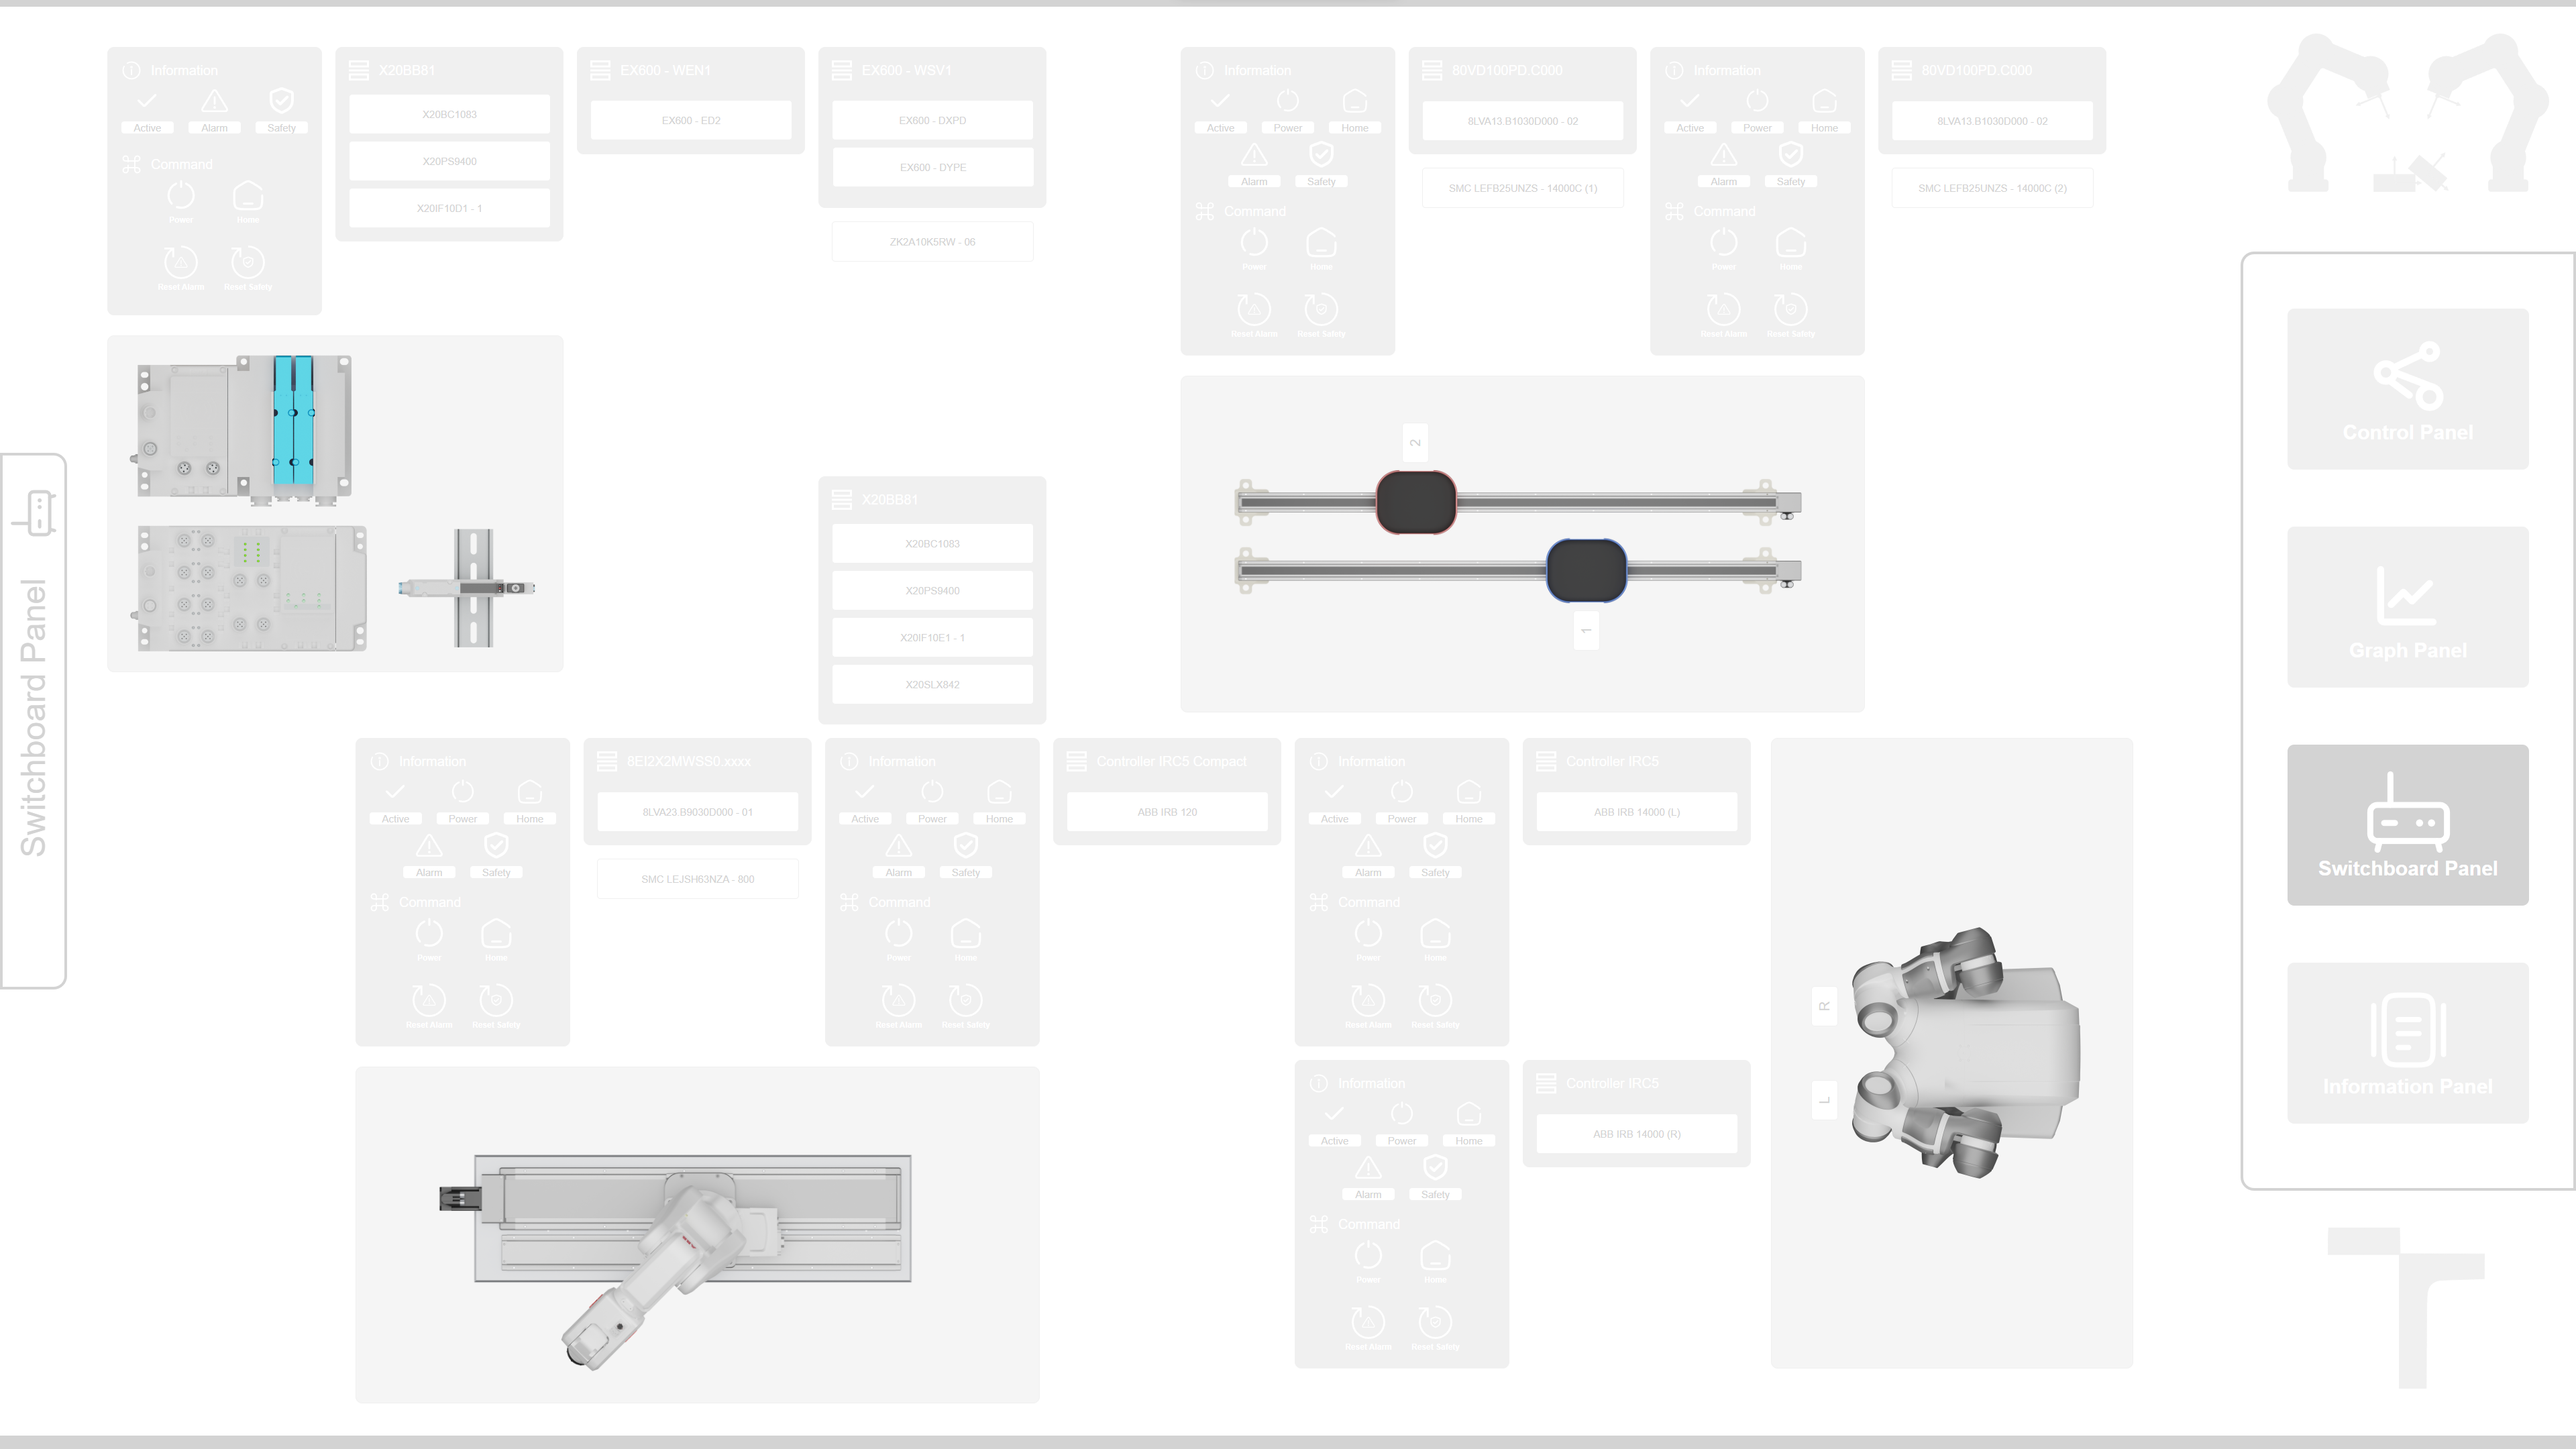 Switchboard Panel
Information
Active
Alarm
Safety
Command
Power
Home
Reset Alarm
Reset Safety
X20BB81
X20BC1083
X20PS9400
X20IF10D1 - 1
EX600 - WEN1
EX600 - ED2
EX600 - WSV1
EX600 - DXPD
EX600 - DYPE
ZK2A10K5RW - 06
X20BB81
X20BC1083
X20PS9400
X20IF10E1 - 1
X20SLX842
Information
Active
Power
Home
Alarm
Safety
Command
Power
Home
Reset Alarm
Reset Safety
80VD100PD.C000
8LVA13.B1030D000 - 02
SMC LEFB25UNZS - 14000C (1)
Information
Active
Power
Home
Alarm
Safety
Command
Power
Home
Reset Alarm
Reset Safety
80VD100PD.C000
8LVA13.B1030D000 - 02
SMC LEFB25UNZS - 14000C (2)
2
1
Information
Active
Power
Home
Alarm
Safety
Command
Power
Home
Reset Alarm
Reset Safety
8EI2X2MWSS0.xxxx
8LVA23.B9030D000 - 01
SMC LEJSH63NZA - 800
Information
Active
Power
Home
Alarm
Safety
Command
Power
Home
Reset Alarm
Reset Safety
Controller IRC5 Compact
ABB IRB 120
ABB
Information
Active
Power
Home
Alarm
Safety
Command
Power
Home
Reset Alarm
Reset Safety
Controller IRC5
ABB IRB 14000 (L)
Information
Active
Power
Home
Alarm
Safety
Command
Power
Home
Reset Alarm
Reset Safety
Controller IRC5
ABB IRB 14000 (R)
R
L
Control Panel
Graph Panel
Switchboard Panel
Information Panel